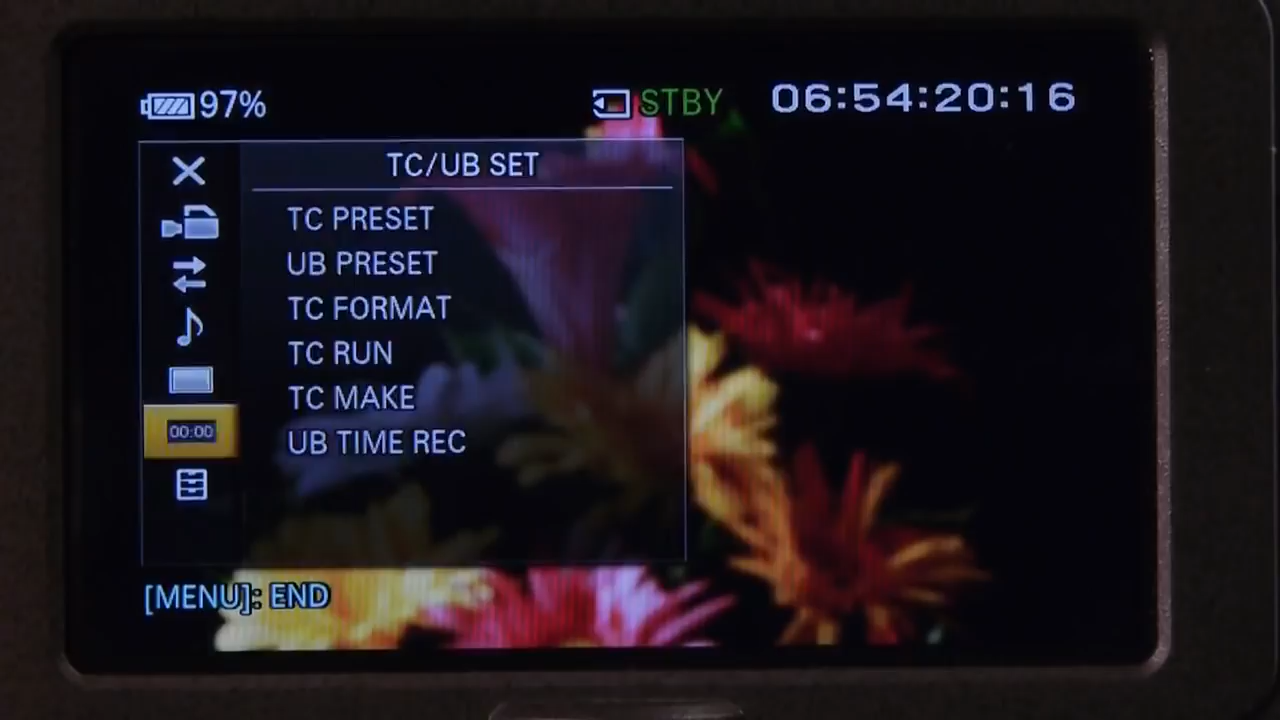 97%
STBY
06:54:20:16
TC/UB SET
TC PRESET
UB PRESET
TC FORMAT
TC RUN
TC MAKE
00:00
UB TIME REC
[MENU]: END